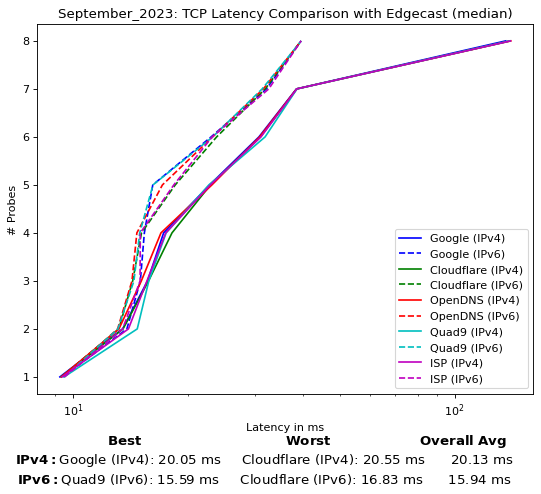 September_2023: TCP Latency Comparison with Edgecast (median)
8
7
6
5
4
3
2
1
# Probes
Google (IPv4)
Google (IPv6)
Cloudflare (IPv4)
Cloudflare (IPv6)
OpenDNS (IPv4)
OpenDNS (IPv6)
Quad9 (IPv4)
Quad9 (IPv6)
ISP (IPv4)
ISP (IPv6)
10¹ 10²
Latency in ms
Best Worst Overall Avg
IPv4: Google (IPv4): 20.05 ms Cloudflare (IPv4): 20.55 ms 20.13 ms
IPv6: Quad9 (IPv6): 15.59 ms Cloudflare (IPv6): 16.83 ms 15.94 ms